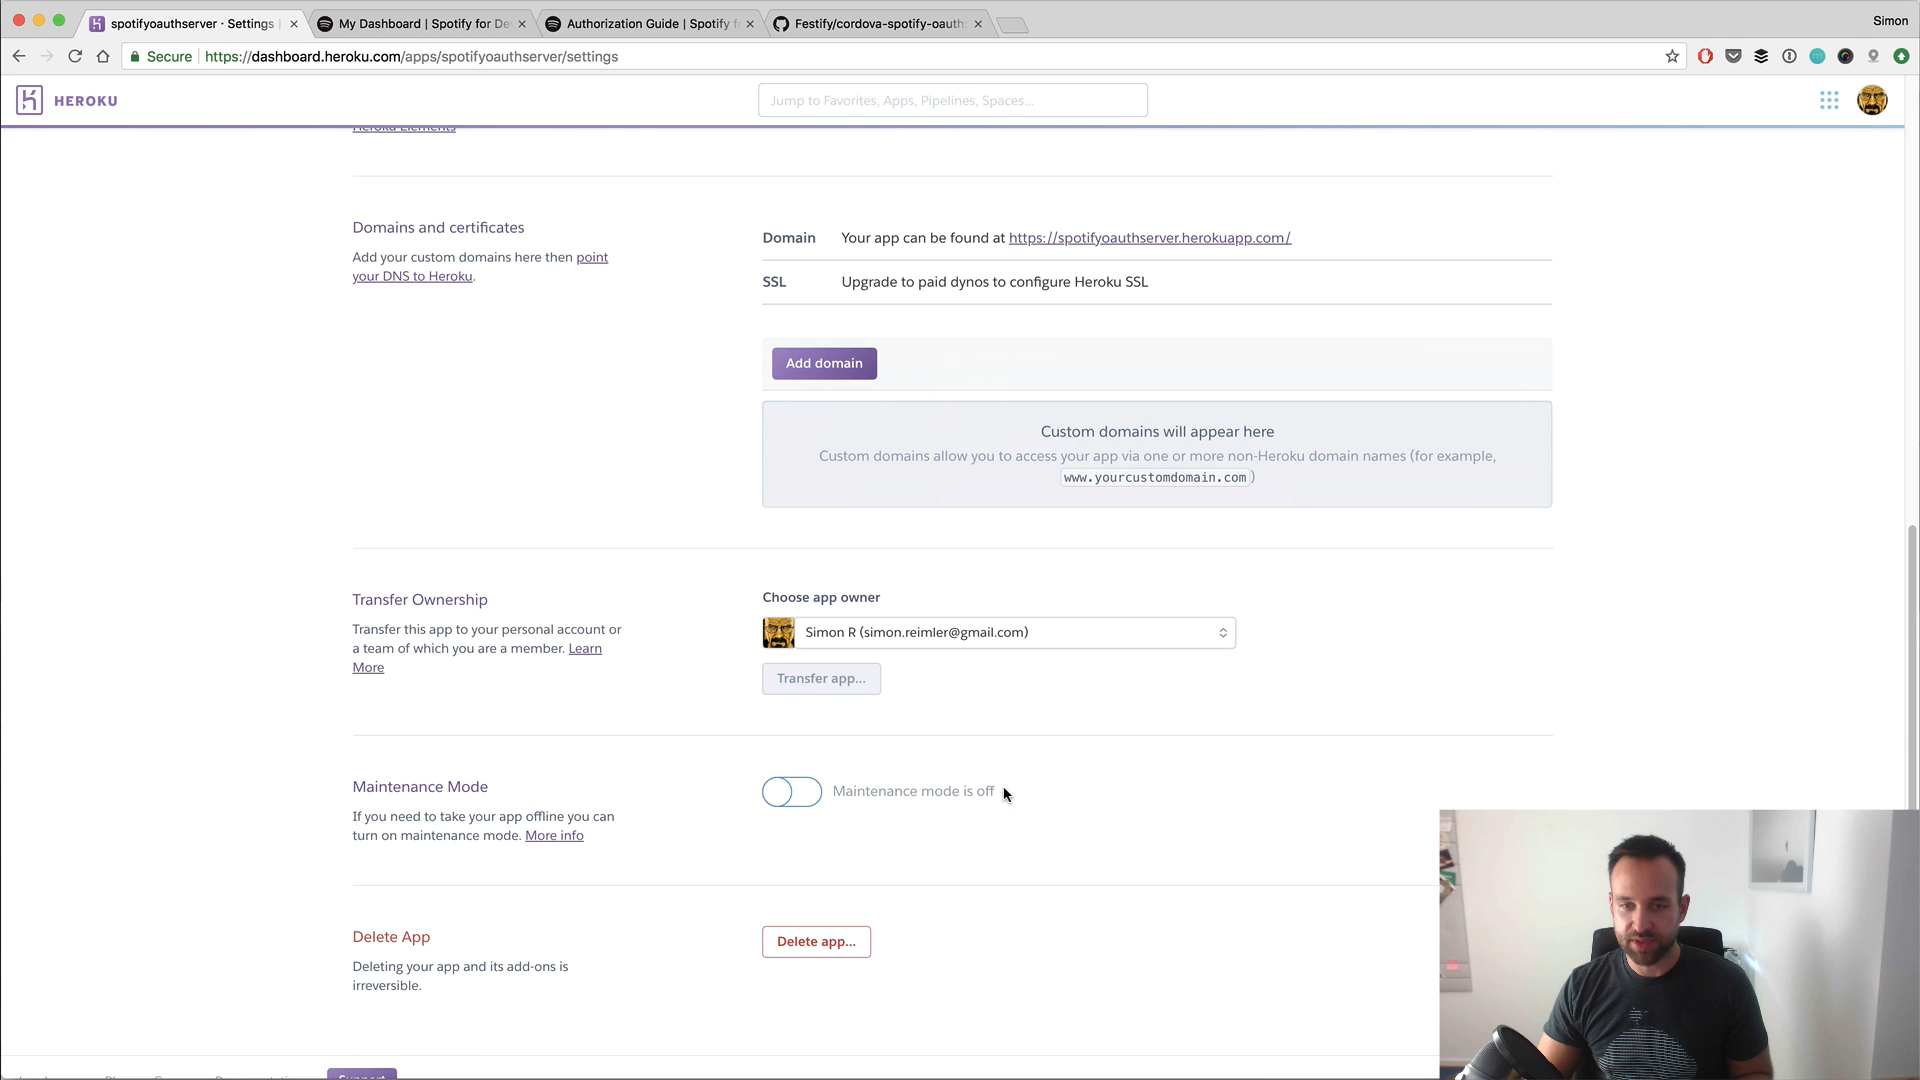 spotifyoauthserver · Settings
My Dashboard | Spotify for De
Authorization Guide | Spotify f
Festify/cordova-spotify-oauth
Simon
Secure
https://dashboard.heroku.com/apps/spotifyoauthserver/settings
HEROKU
Jump to Favorites, Apps, Pipelines, Spaces...
Heroku Elements
Domains and certificates
Add your custom domains here then point
your DNS to Heroku.
Domain Your app can be found at https://spotifyoauthserver.herokuapp.com/
SSL Upgrade to paid dynos to configure Heroku SSL
Add domain
Custom domains will appear here
Custom domains allow you to access your app via one or more non-Heroku domain names (for example,
www.yourcustomdomain.com )
Transfer Ownership
Transfer this app to your personal account or
a team of which you are a member. Learn
More
Choose app owner
Simon R (simon.reimler@gmail.com)
Transfer app...
Maintenance Mode
If you need to take your app offline you can
turn on maintenance mode. More info
Maintenance mode is off
Delete App
Deleting your app and its add-ons is
irreversible.
Delete app...